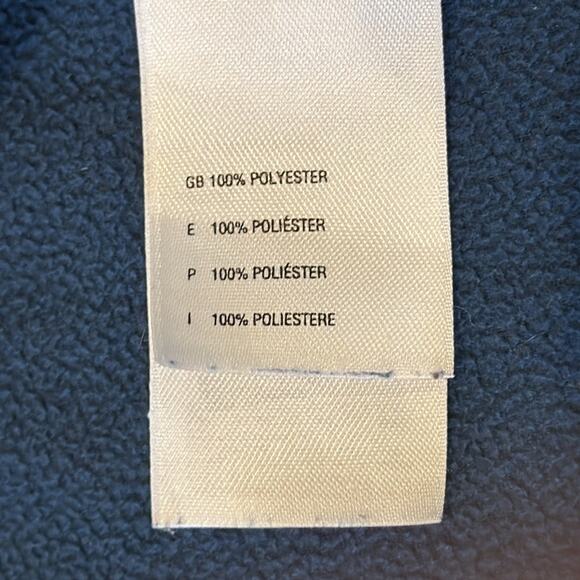 GB 100% POLYESTER
E 100% POLIÉSTER
P 100% POLIÉSTER
I 100% POLIESTERE